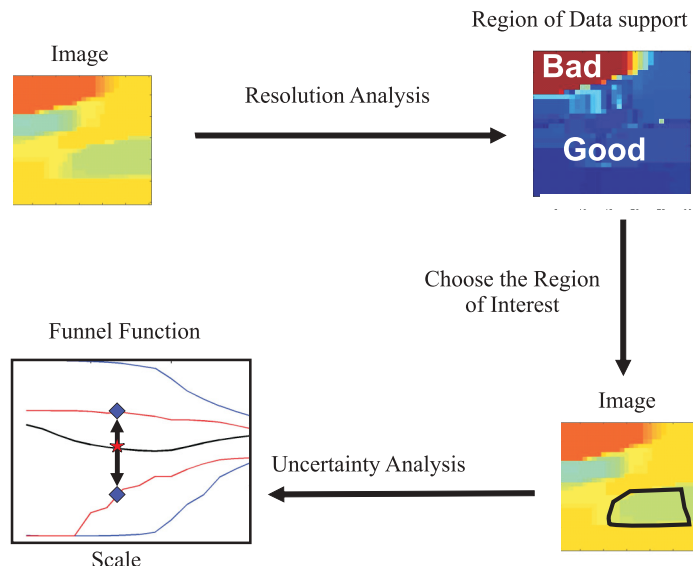 Region of Data support
Image
Bad
Resolution Analysis
Good
Choose the Region
of Interest
Funnel Function
Image
Uncertainty Analysis
Scale